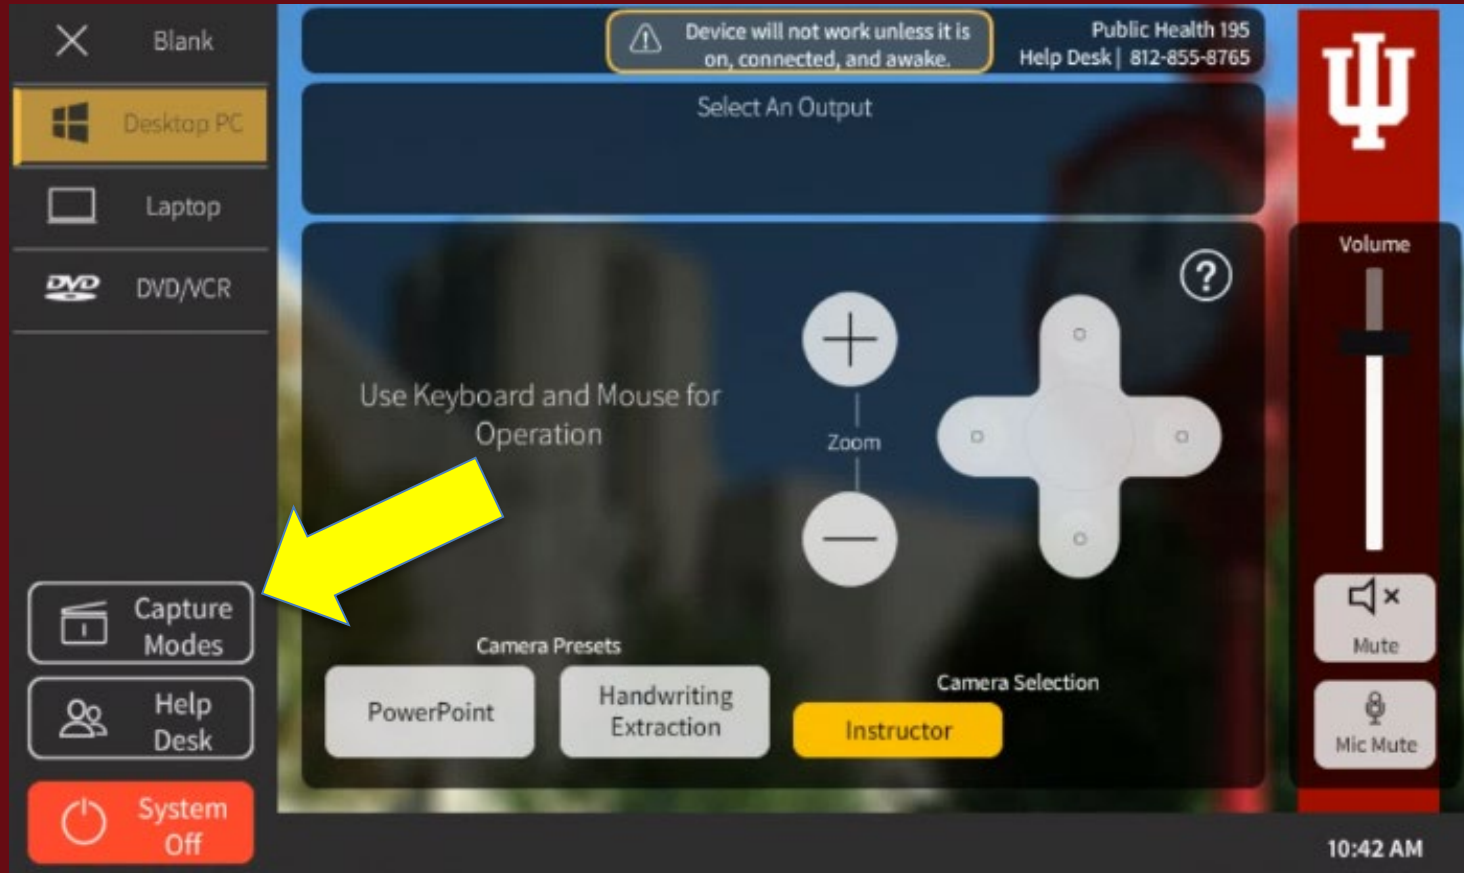 Blank
Desktop PC
Laptop
DVD
DVD/VCR
Capture
Modes
Help
Desk
System
Off
Device will not work unless it is
on, connected, and awake.
Public Health 195
Help Desk | 812-855-8765
Select An Output
Use Keyboard and Mouse for
Operation
Zoom
Camera Presets
PowerPoint
Handwriting
Extraction
Camera Selection
Instructor
Volume
Mute
Mic Mute
10:42 AM